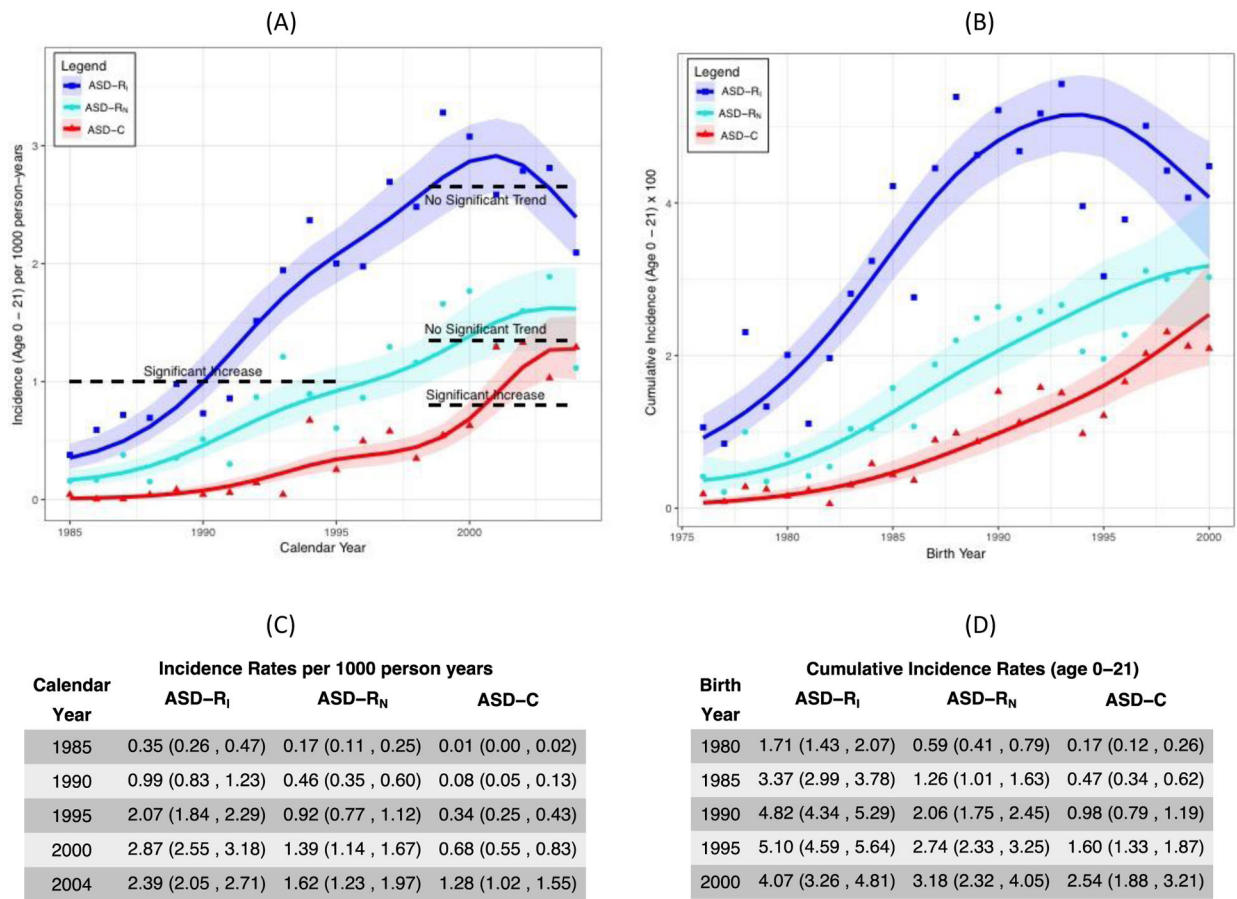 (A)
Incidence (Age 0 – 21) per 1000 person–years
Legend
ASD–R_I
ASD–R_N
ASD–C
3
2
1
0
No Significant Trend
No Significant Trend
Significant Increase
Significant Increase
1985 1990 1995 2000
Calendar Year
(B)
Cumulative Incidence (Age 0 – 21) x 100
Legend
ASD–R_I
ASD–R_N
ASD–C
4
2
0
1975 1980 1985 1990 1995 2000
Birth Year
(C)
Incidence Rates per 1000 person years
Calendar Year ASD–R_I ASD–R_N ASD–C
1985 0.35 (0.26 , 0.47) 0.17 (0.11 , 0.25) 0.01 (0.00 , 0.02)
1990 0.99 (0.83 , 1.23) 0.46 (0.35 , 0.60) 0.08 (0.05 , 0.13)
1995 2.07 (1.84 , 2.29) 0.92 (0.77 , 1.12) 0.34 (0.25 , 0.43)
2000 2.87 (2.55 , 3.18) 1.39 (1.14 , 1.67) 0.68 (0.55 , 0.83)
2004 2.39 (2.05 , 2.71) 1.62 (1.23 , 1.97) 1.28 (1.02 , 1.55)
(D)
Cumulative Incidence Rates (age 0–21)
Birth Year ASD–R_I ASD–R_N ASD–C
1980 1.71 (1.43 , 2.07) 0.59 (0.41 , 0.79) 0.17 (0.12 , 0.26)
1985 3.37 (2.99 , 3.78) 1.26 (1.01 , 1.63) 0.47 (0.34 , 0.62)
1990 4.82 (4.34 , 5.29) 2.06 (1.75 , 2.45) 0.98 (0.79 , 1.19)
1995 5.10 (4.59 , 5.64) 2.74 (2.33 , 3.25) 1.60 (1.33 , 1.87)
2000 4.07 (3.26 , 4.81) 3.18 (2.32 , 4.05) 2.54 (1.88 , 3.21)